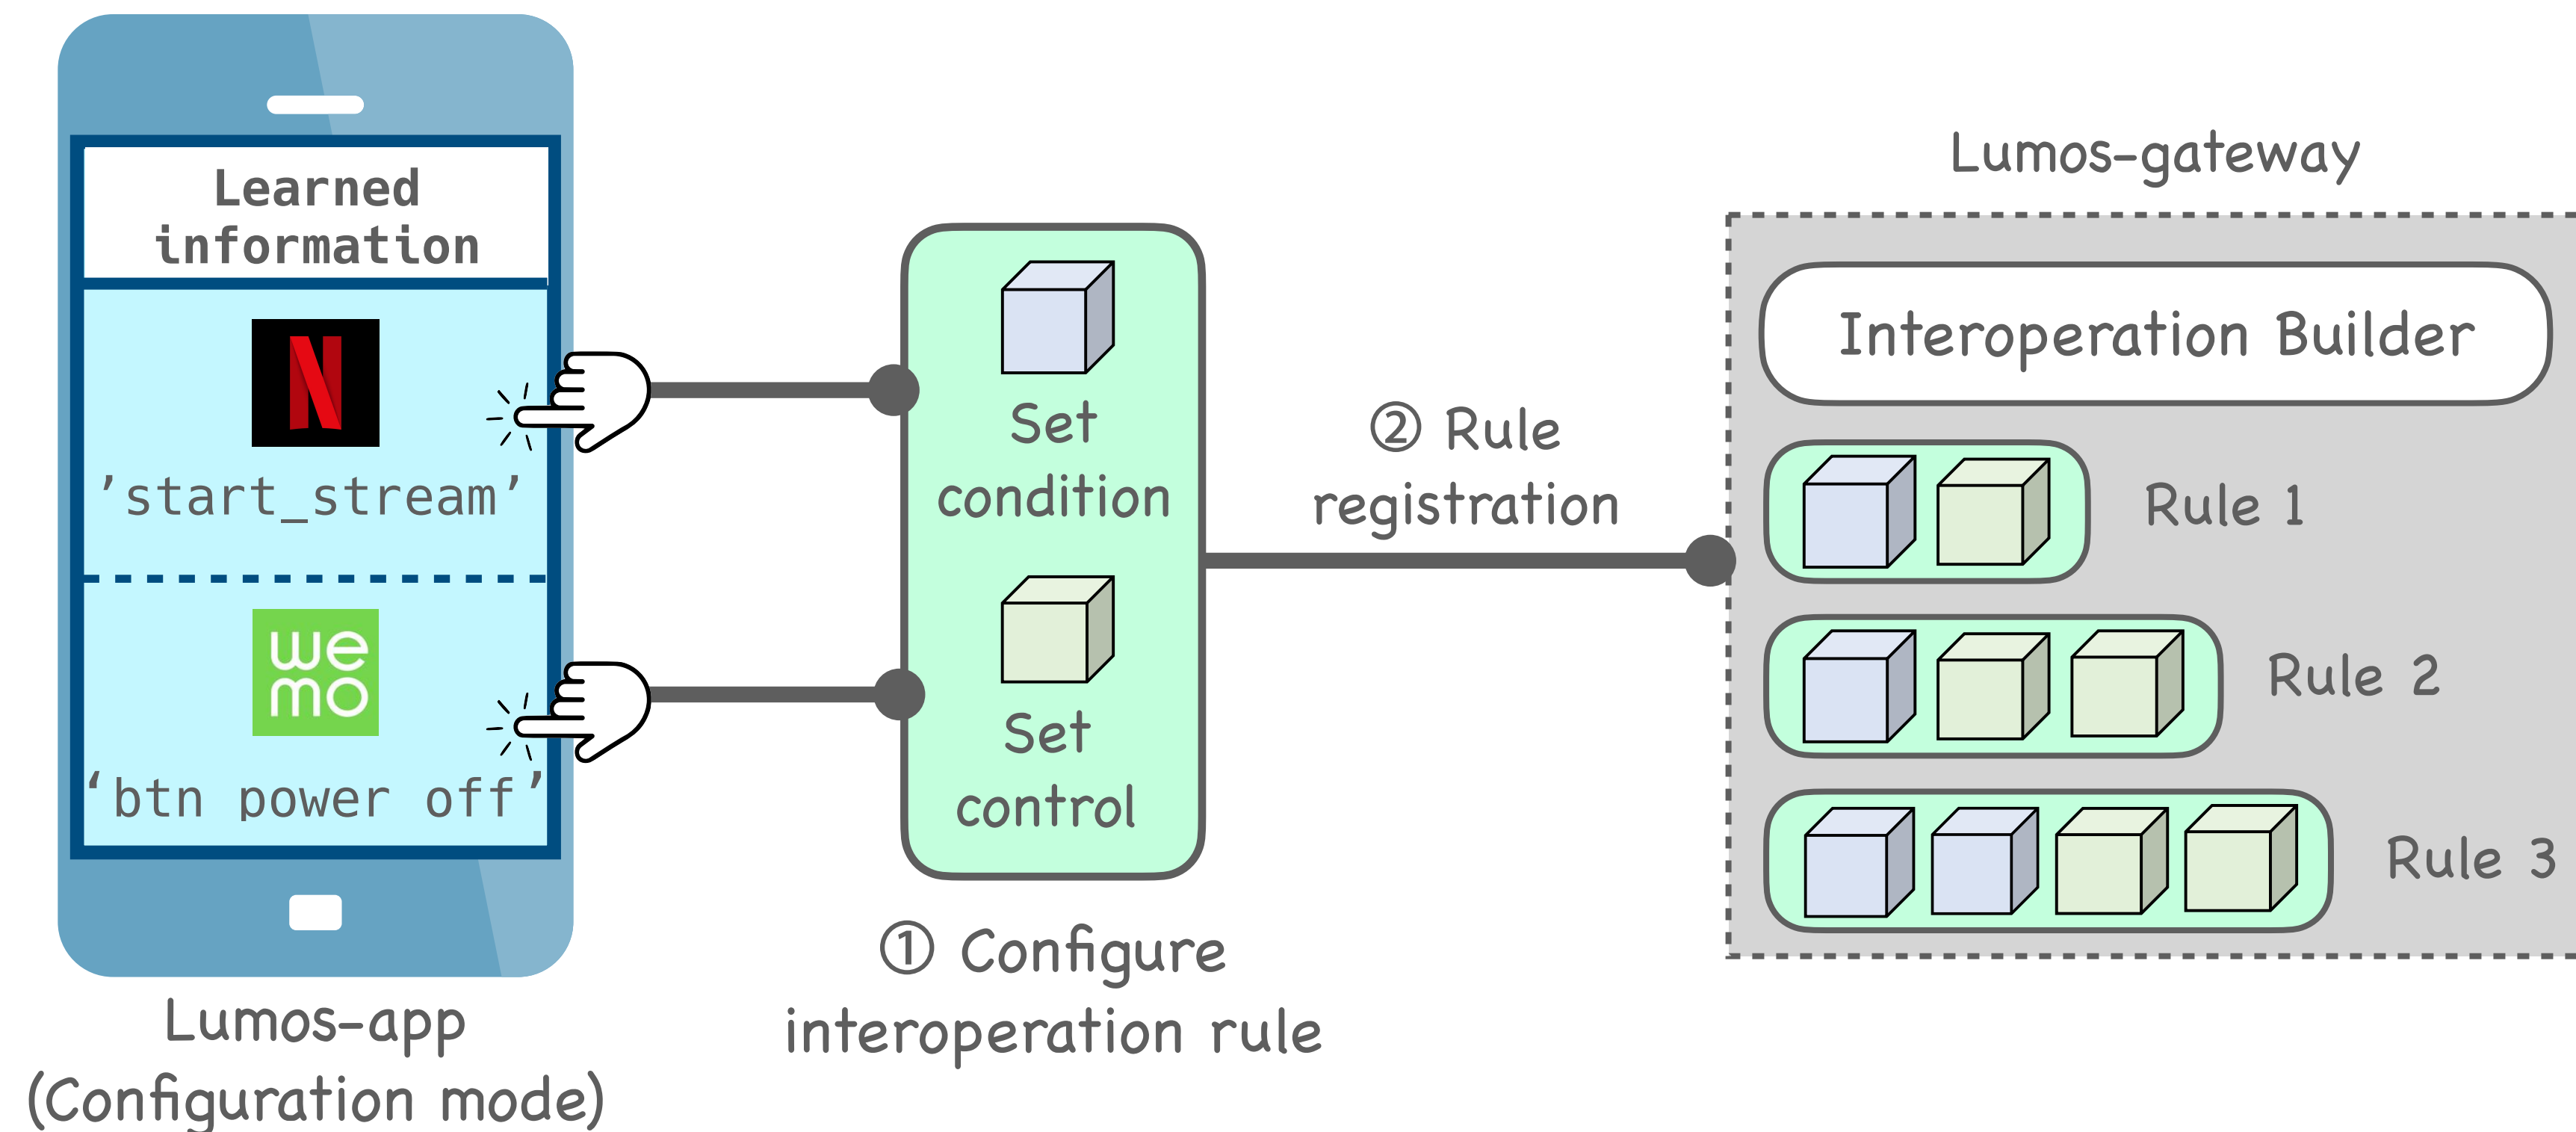 Learned
information
N
’start_stream’
we
mo
‘btn power off’
Lumos-app
(Configuration mode)
Set
condition
Set
control
① Configure
interoperation rule
② Rule
registration
Lumos-gateway
Interoperation Builder
Rule 1
Rule 2
Rule 3